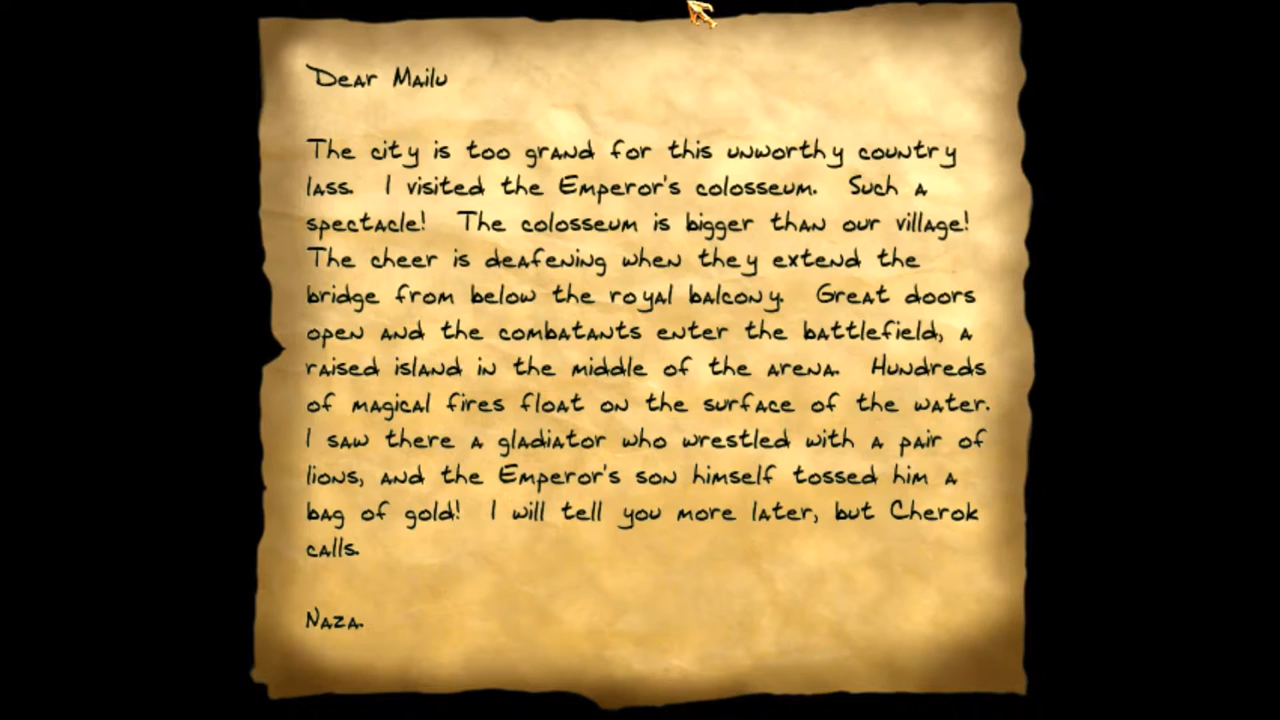 Dear Mailu
The city is too grand for this unworthy country
lass. I visited the Emperor's colosseum. Such a
spectacle! The colosseum is bigger than our village!
The cheer is deafening when they extend the
bridge from below the royal balcony. Great doors
open and the combatants enter the battlefield, a
raised island in the middle of the arena. Hundreds
of magical fires float on the surface of the water.
I saw there a gladiator who wrestled with a pair of
lions, and the Emperor's son himself tossed him a
bag of gold! I will tell you more later, but Cherok
calls.
Naza.